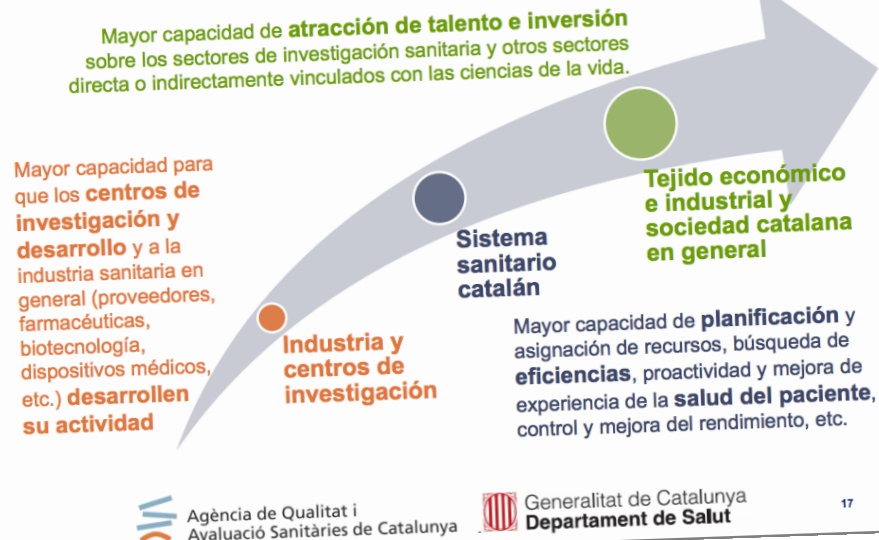 Mayor capacidad de atracción de talento e inversión
sobre los sectores de investigación sanitaria y otros sectores
directa o indirectamente vinculados con las ciencias de la vida.
Mayor capacidad para
que los centros de
investigación y
desarrollo y a la
industria sanitaria en
general (proveedores,
farmacéuticas,
biotecnología,
dispositivos médicos,
etc.) desarrollen
su actividad
Industria y
centros de
investigación
Sistema
sanitario
catalán
Tejido económico
e industrial y
sociedad catalana
en general
Mayor capacidad de planificación y
asignación de recursos, búsqueda de
eficiencias, proactividad y mejora de
experiencia de la salud del paciente,
control y mejora del rendimiento, etc.
Agència de Qualitat i
Avaluació Sanitàries de Catalunya
Generalitat de Catalunya
Departament de Salut
17